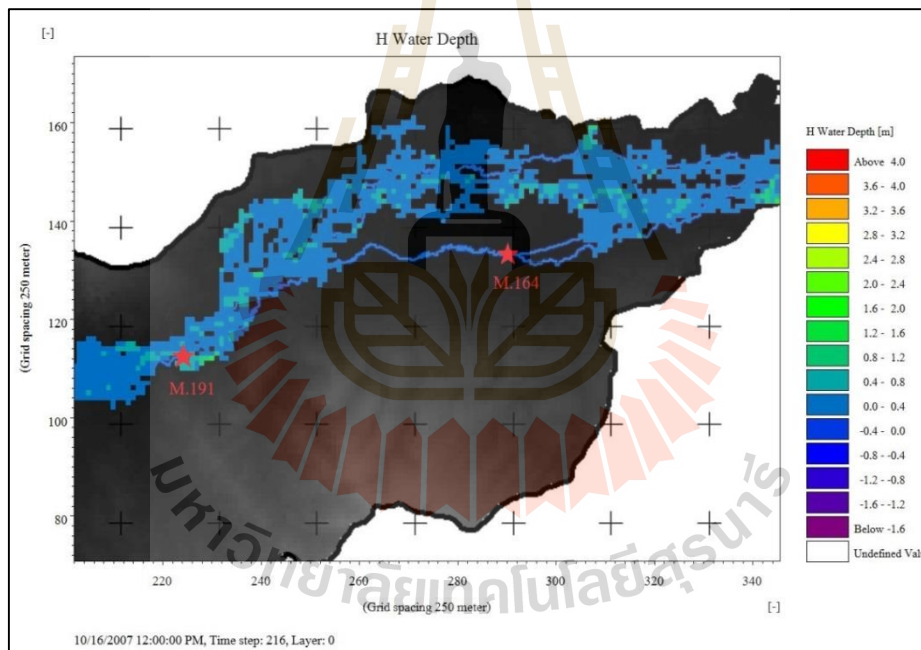 [-]
H Water Depth
160
140
120
100
80
(Grid spacing 250 meter)
M.164
M.191
H Water Depth [m]
Above 4.0
3.6 - 4.0
3.2 - 3.6
2.8 - 3.2
2.4 - 2.8
2.0 - 2.4
1.6 - 2.0
1.2 - 1.6
0.8 - 1.2
0.4 - 0.8
0.0 - 0.4
-0.4 - 0.0
-0.8 - -0.4
-1.2 - -0.8
-1.6 - -1.2
Below -1.6
Undefined Val
220 240 260 280 300 320 340
(Grid spacing 250 meter)
[-]
มหาวิทยาลัยเทคโนโลยีสุรนารี
10/16/2007 12:00:00 PM, Time step: 216, Layer: 0